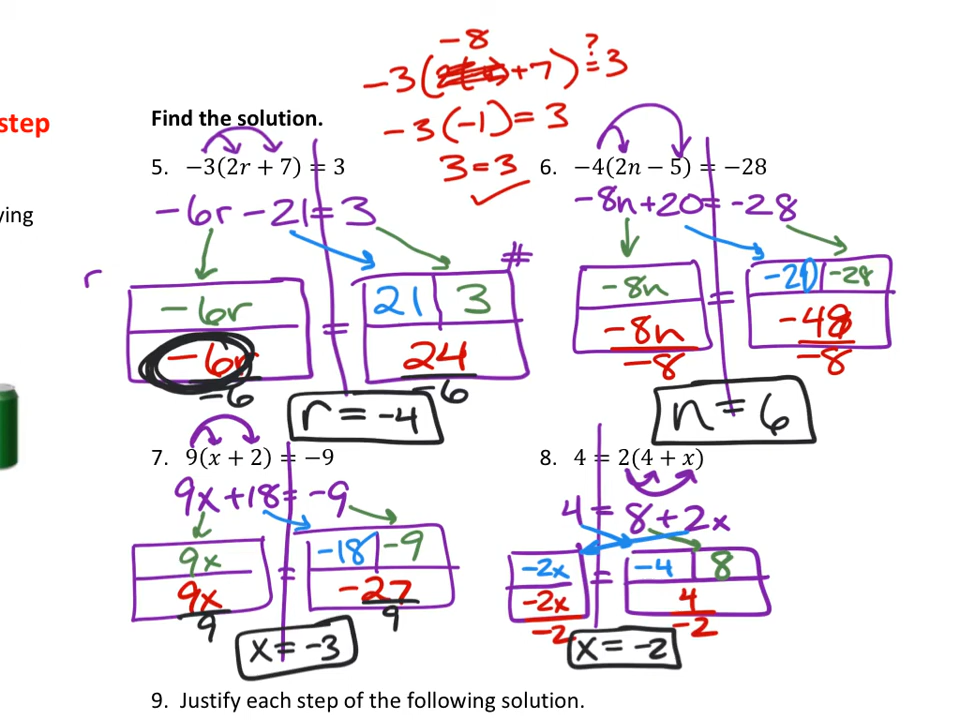 step
ying
-8
-3(+7) ?= 3
-3(-1) = 3
3 = 3
Find the solution.
5. −3(2r + 7) = 3
-6r - 21 = 3
r
#
-6r
21 3
=
-6r
24
-6
-6
r = -4
6. −4(2n − 5) = −28
-8n + 20 = -28
-8n
-20 -28
=
-8n
-48
-8
-8
n = 6
7. 9(x + 2) = −9
9x + 18 = -9
9x
-18 -9
=
9x
-27
9
9
x = -3
8. 4 = 2(4 + x)
4 = 8 + 2x
-2x
-4 8
=
-2x
4
-2
-2
x = -2
9. Justify each step of the following solution.